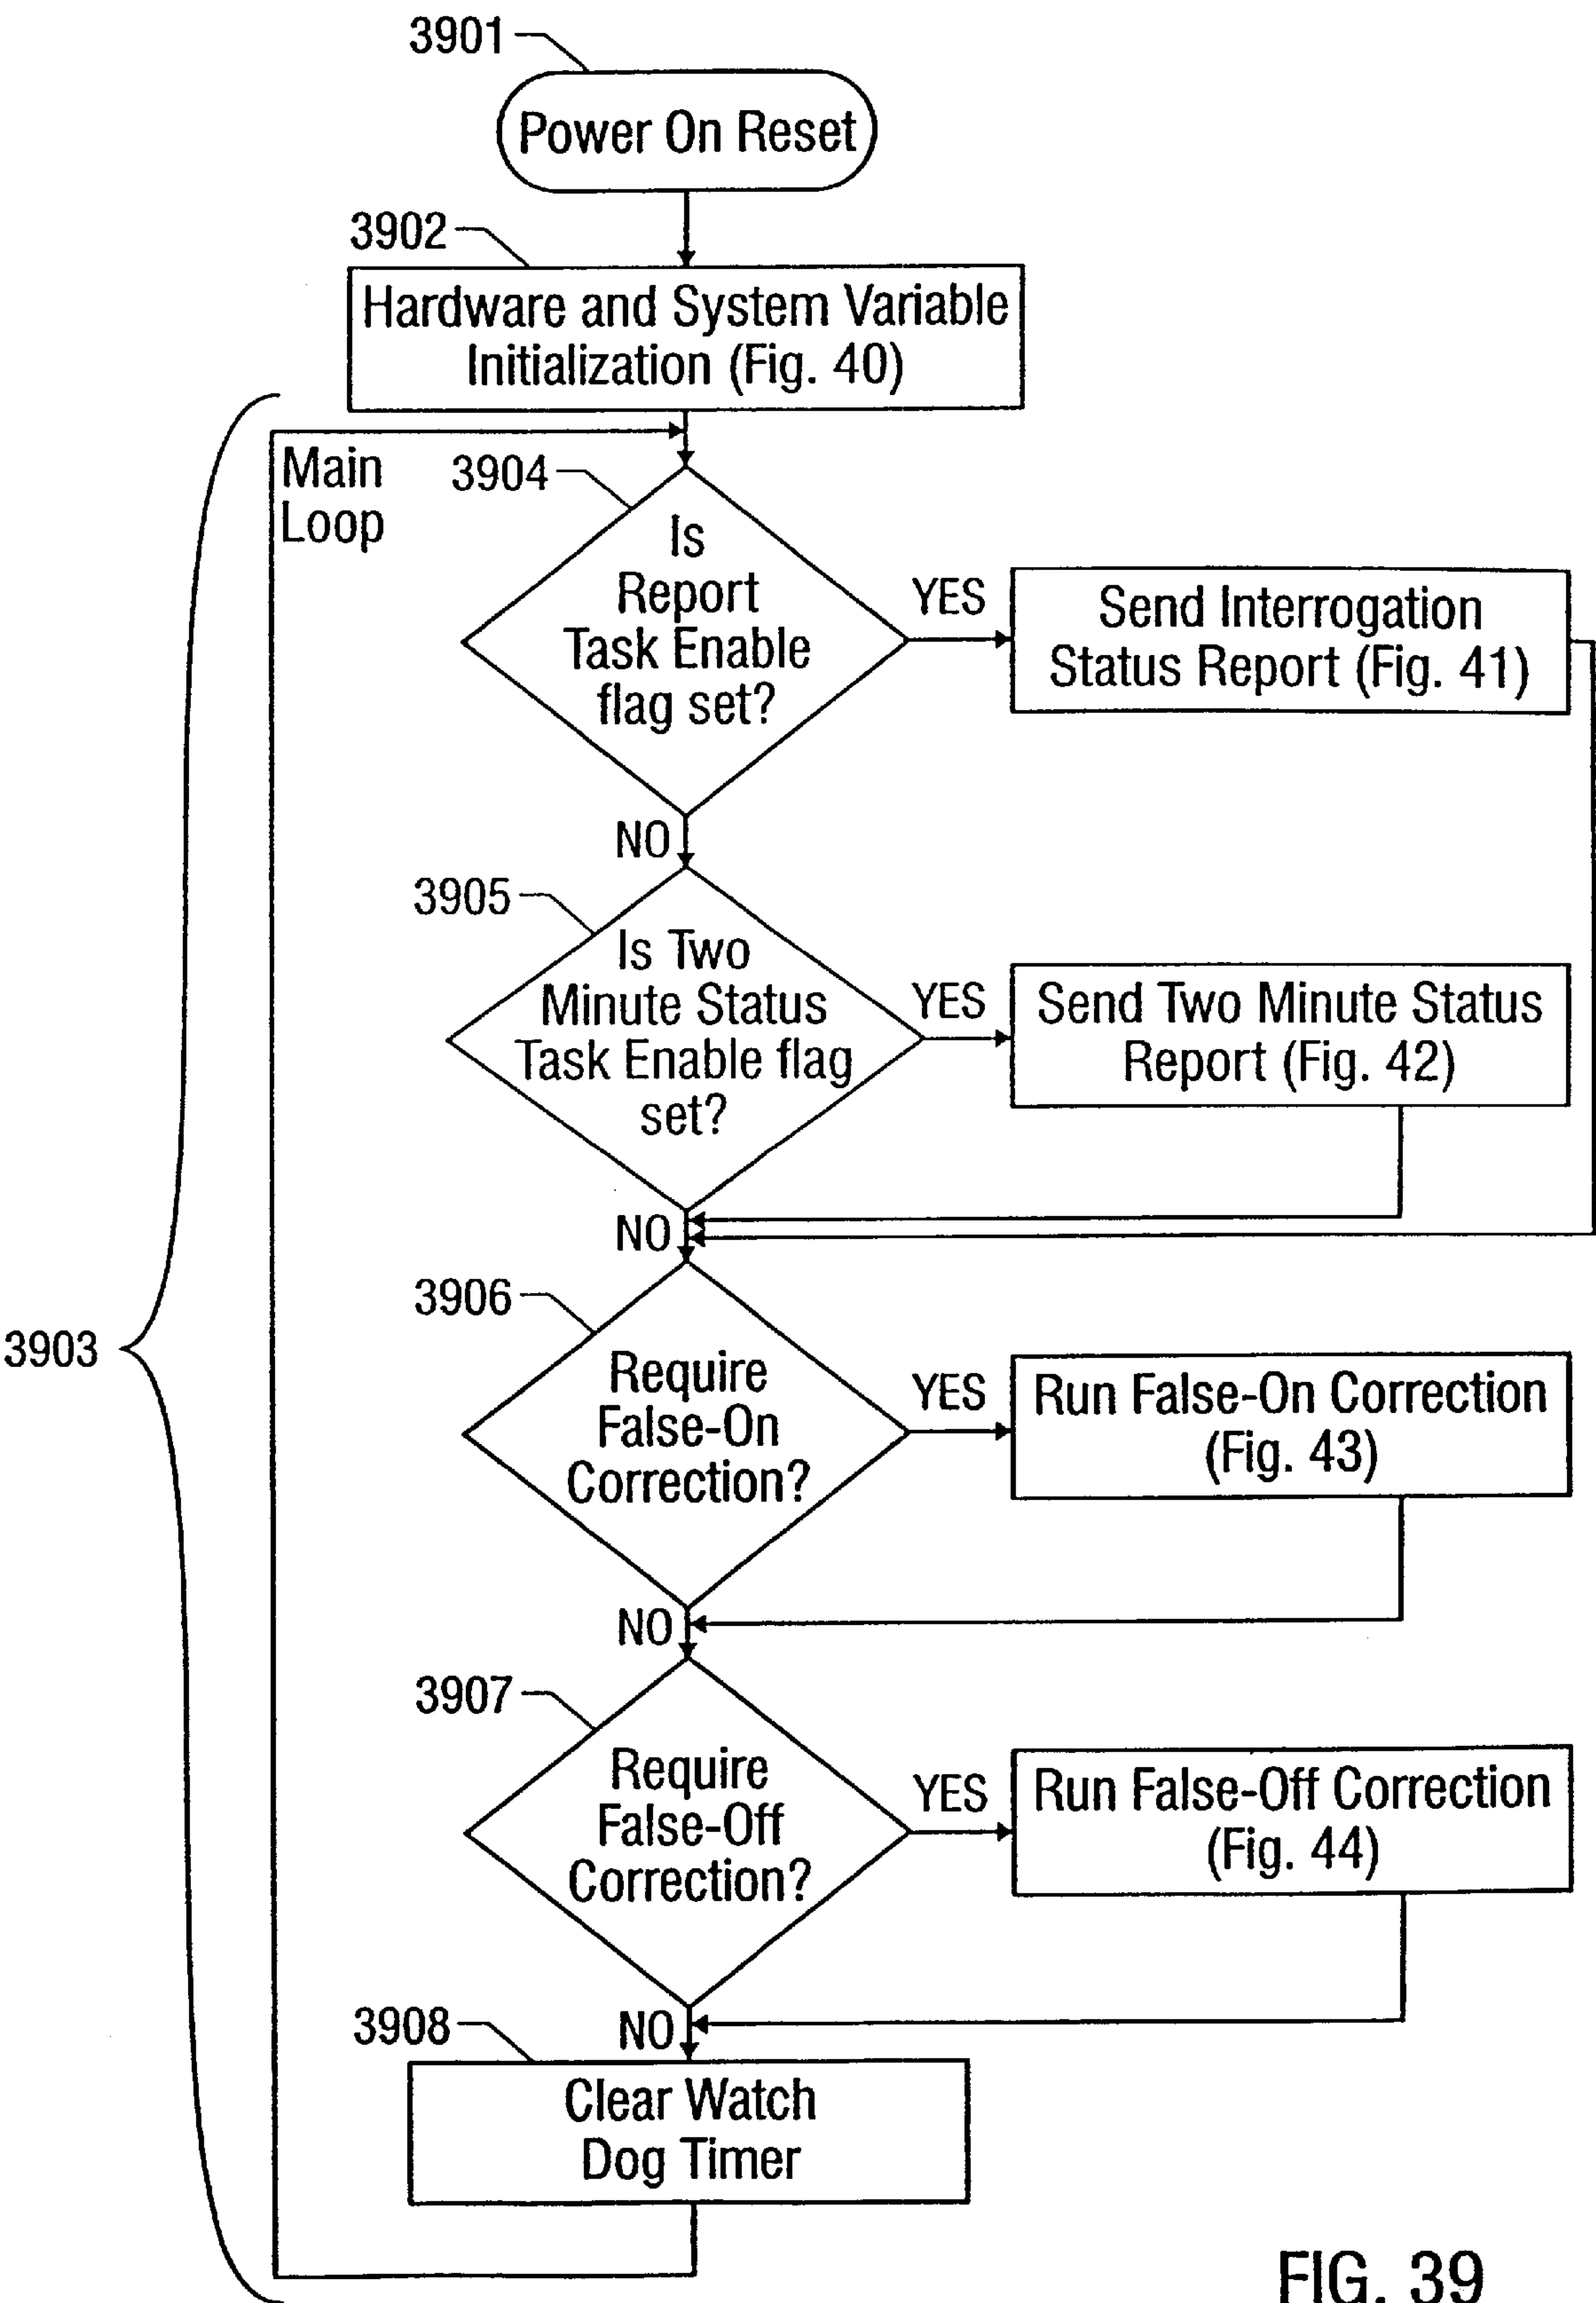 3901
Power On Reset
3902
Hardware and System Variable
Initialization (Fig. 40)
Main
Loop
3904
Is
Report
Task Enable
flag set?
YES
Send Interrogation
Status Report (Fig. 41)
NO
3905
Is Two
Minute Status
Task Enable flag
set?
YES
Send Two Minute Status
Report (Fig. 42)
NO
3906
3903
Require
False-On
Correction?
YES
Run False-On Correction
(Fig. 43)
NO
3907
Require
False-Off
Correction?
YES
Run False-Off Correction
(Fig. 44)
NO
3908
Clear Watch
Dog Timer
FIG. 39